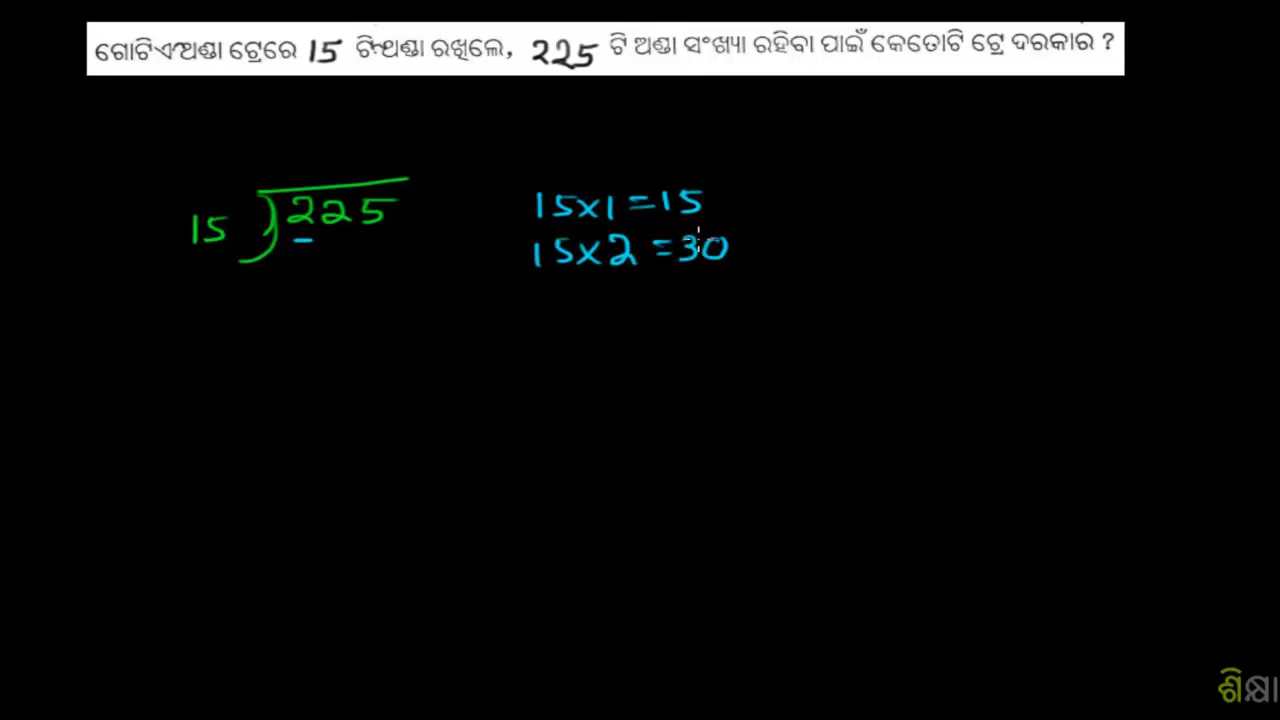 ଗୋଟିଏ ଅଣ୍ଡା ଟ୍ରେରେ 15 ଟି ଅଣ୍ଡା ରଖିଲେ, 225 ଟି ଅଣ୍ଡା ସଂଖ୍ୟା ରହିବା ପାଇଁ କେତୋଟି ଟ୍ରେ ଦରକାର ?
15 ) 225
15x1 = 15
15x2 = 30
ଶିକ୍ଷା